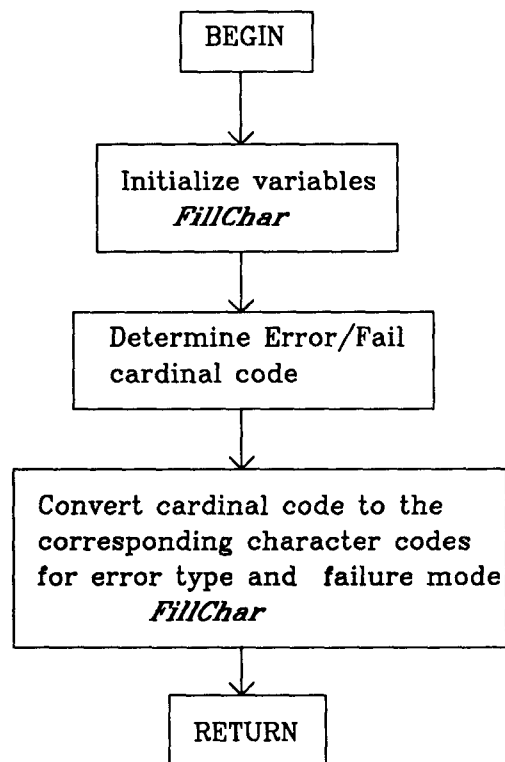 BEGIN
Initialize variables
FillChar
Determine Error/Fail
cardinal code
Convert cardinal code to the
corresponding character codes
for error type and failure mode
FillChar
RETURN